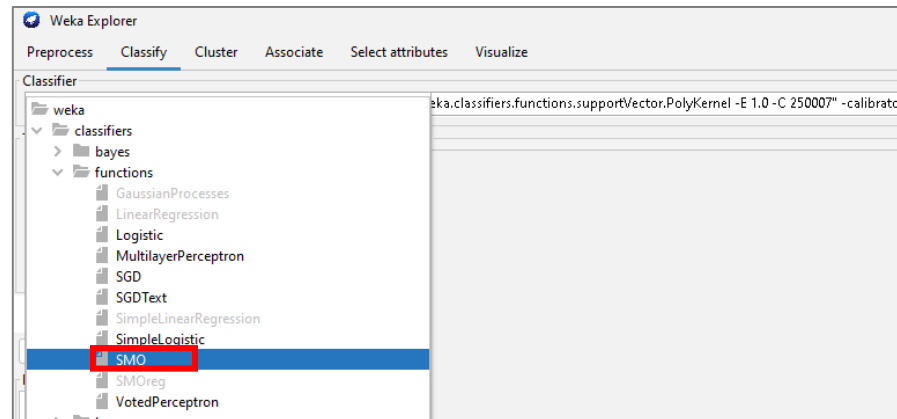 Weka Explorer
Preprocess Classify Cluster Associate Select attributes Visualize
Classifier
weka
eka.classifiers.functions.supportVector.PolyKernel -E 1.0 -C 250007" -calibrato
classifiers
bayes
functions
GaussianProcesses
LinearRegression
Logistic
MultilayerPerceptron
SGD
SGDText
SimpleLinearRegression
SimpleLogistic
SMO
SMOreg
VotedPerceptron